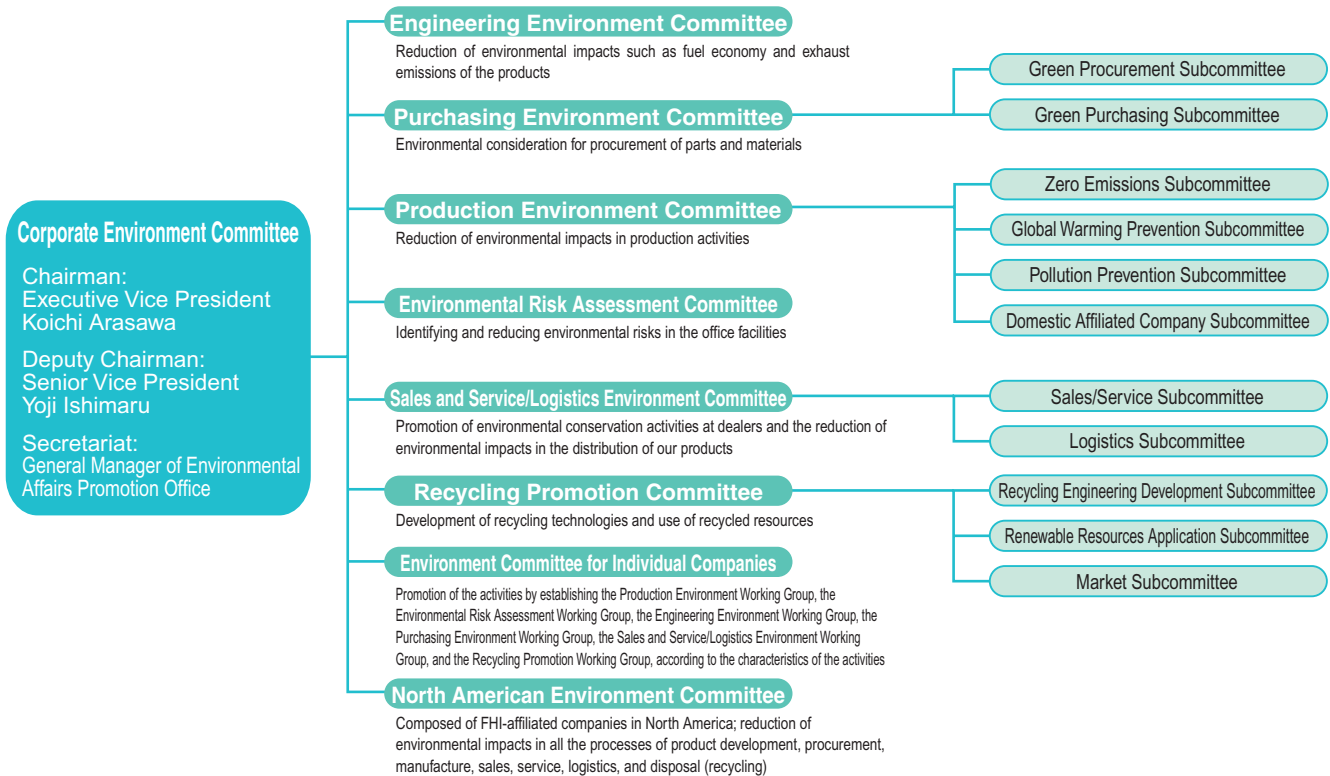 Corporate Environment Committee
Chairman:
Executive Vice President
Koichi Arasawa
Deputy Chairman:
Senior Vice President
Yoji Ishimaru
Secretariat:
General Manager of Environmental
Affairs Promotion Office
Engineering Environment Committee
Reduction of environmental impacts such as fuel economy and exhaust
emissions of the products
Purchasing Environment Committee
Environmental consideration for procurement of parts and materials
Green Procurement Subcommittee
Green Purchasing Subcommittee
Production Environment Committee
Reduction of environmental impacts in production activities
Zero Emissions Subcommittee
Global Warming Prevention Subcommittee
Pollution Prevention Subcommittee
Domestic Affiliated Company Subcommittee
Environmental Risk Assessment Committee
Identifying and reducing environmental risks in the office facilities
Sales and Service/Logistics Environment Committee
Promotion of environmental conservation activities at dealers and the reduction of
environmental impacts in the distribution of our products
Sales/Service Subcommittee
Logistics Subcommittee
Recycling Promotion Committee
Development of recycling technologies and use of recycled resources
Recycling Engineering Development Subcommittee
Renewable Resources Application Subcommittee
Market Subcommittee
Environment Committee for Individual Companies
Promotion of the activities by establishing the Production Environment Working Group, the
Environmental Risk Assessment Working Group, the Engineering Environment Working Group, the
Purchasing Environment Working Group, the Sales and Service/Logistics Environment Working
Group, and the Recycling Promotion Working Group, according to the characteristics of the activities
North American Environment Committee
Composed of FHI-affiliated companies in North America; reduction of
environmental impacts in all the processes of product development, procurement,
manufacture, sales, service, logistics, and disposal (recycling)